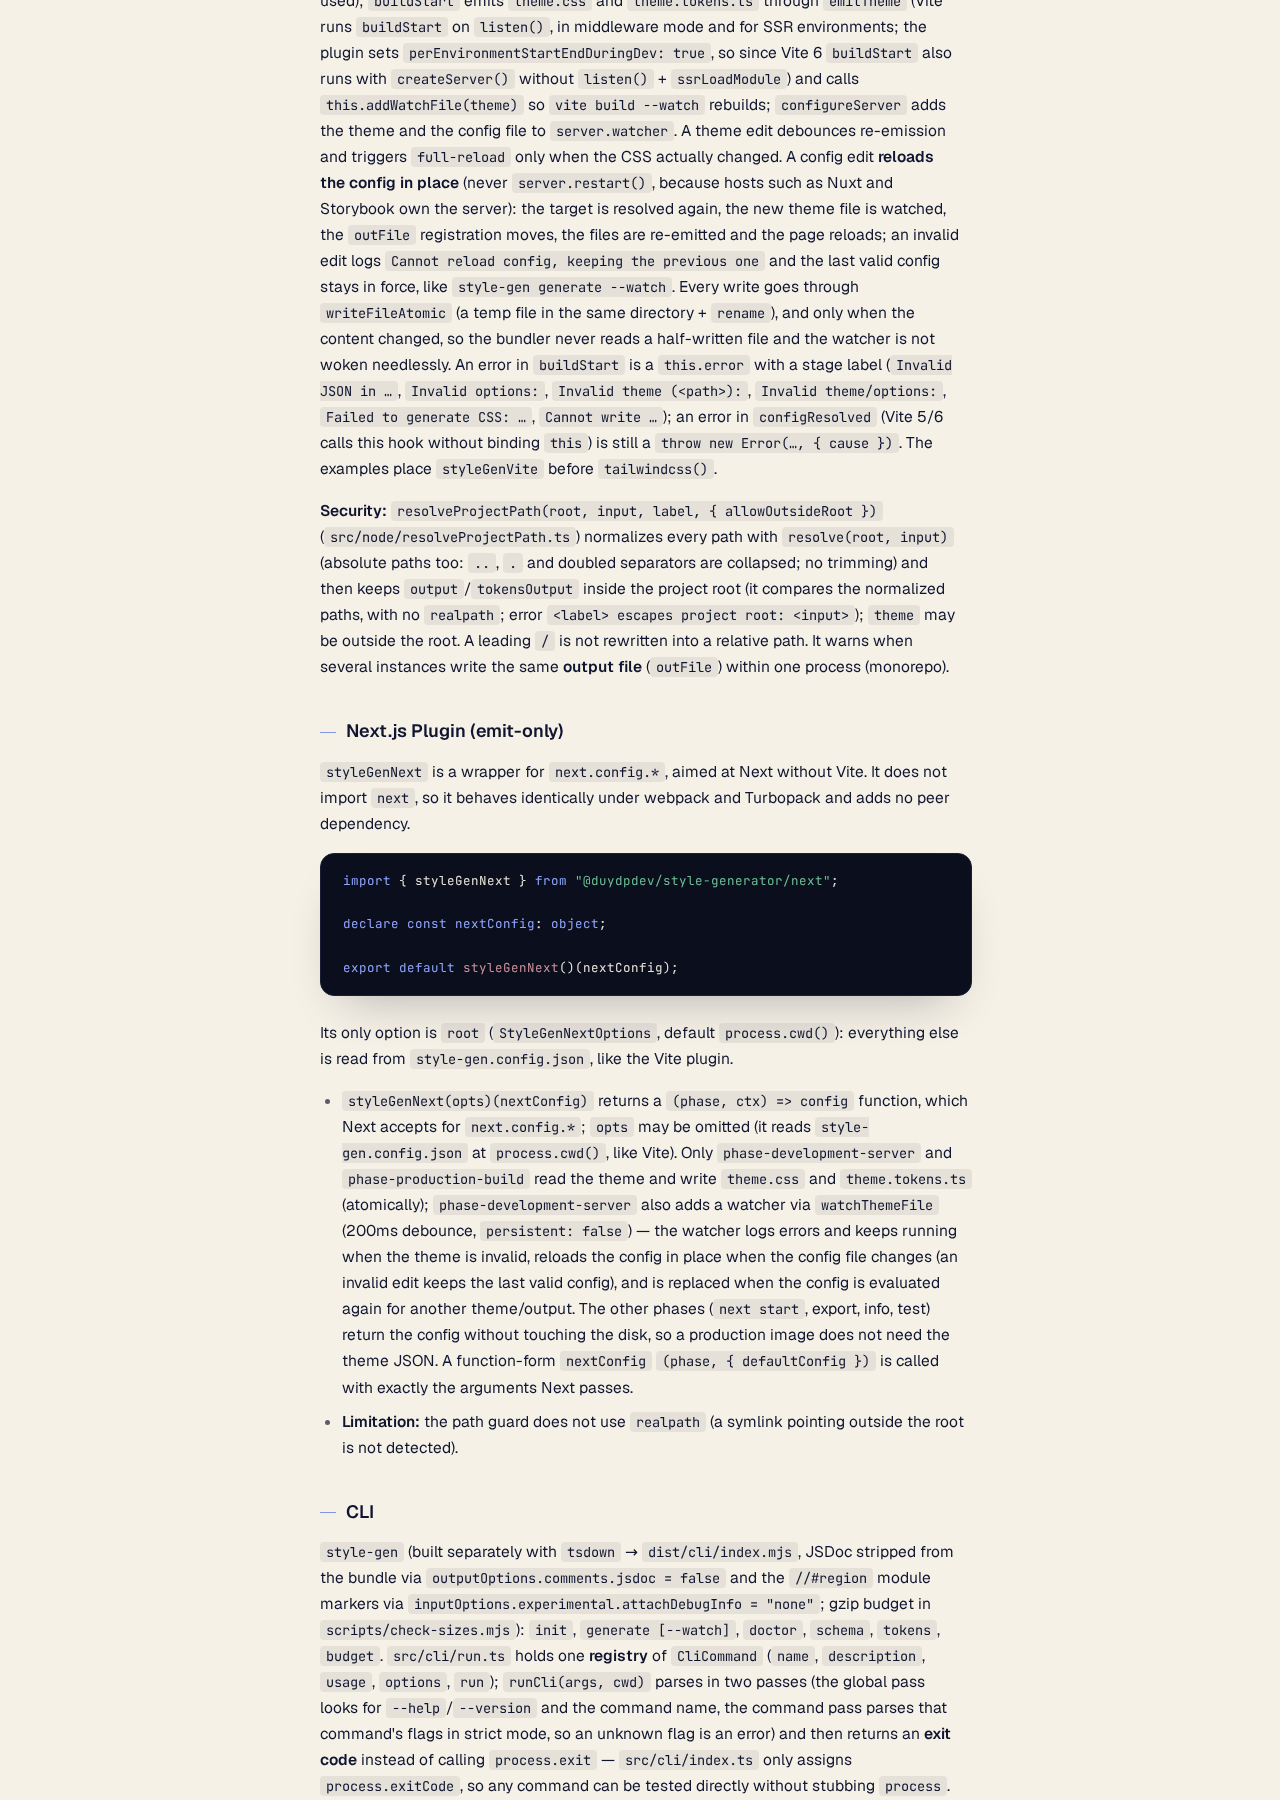 used); buildStart emits theme.css and theme.tokens.ts through emitTheme (Vite
runs buildStart on listen(), in middleware mode and for SSR environments; the
plugin sets perEnvironmentStartEndDuringDev: true, so since Vite 6 buildStart also
runs with createServer() without listen() + ssrLoadModule) and calls
this.addWatchFile(theme) so vite build --watch rebuilds; configureServer adds
the theme and the config file to server.watcher. A theme edit debounces re-emission
and triggers full-reload only when the CSS actually changed. A config edit reloads
the config in place (never server.restart(), because hosts such as Nuxt and
Storybook own the server): the target is resolved again, the new theme file is watched,
the outFile registration moves, the files are re-emitted and the page reloads; an invalid
edit logs Cannot reload config, keeping the previous one and the last valid config
stays in force, like style-gen generate --watch. Every write goes through
writeFileAtomic (a temp file in the same directory + rename), and only when the
content changed, so the bundler never reads a half-written file and the watcher is not
woken needlessly. An error in buildStart is a this.error with a stage label (Invalid
JSON in …, Invalid options:, Invalid theme (<path>):, Invalid theme/options:,
Failed to generate CSS: …, Cannot write …); an error in configResolved (Vite 5/6
calls this hook without binding this) is still a throw new Error(…, { cause }). The
examples place styleGenVite before tailwindcss().
Security: resolveProjectPath(root, input, label, { allowOutsideRoot })
(src/node/resolveProjectPath.ts) normalizes every path with resolve(root, input)
(absolute paths too: .., . and doubled separators are collapsed; no trimming) and
then keeps output/tokensOutput inside the project root (it compares the normalized
paths, with no realpath; error <label> escapes project root: <input>); theme may
be outside the root. A leading / is not rewritten into a relative path. It warns when
several instances write the same output file (outFile) within one process (monorepo).
— Next.js Plugin (emit-only)
styleGenNext is a wrapper for next.config.*, aimed at Next without Vite. It does not
import next, so it behaves identically under webpack and Turbopack and adds no peer
dependency.
import { styleGenNext } from "@duydpdev/style-generator/next";
declare const nextConfig: object;
export default styleGenNext()(nextConfig);
Its only option is root (StyleGenNextOptions, default process.cwd()): everything else
is read from style-gen.config.json, like the Vite plugin.
• styleGenNext(opts)(nextConfig) returns a (phase, ctx) => config function, which
Next accepts for next.config.*; opts may be omitted (it reads style-
gen.config.json at process.cwd(), like Vite). Only phase-development-server and
phase-production-build read the theme and write theme.css and theme.tokens.ts
(atomically); phase-development-server also adds a watcher via watchThemeFile
(200ms debounce, persistent: false) — the watcher logs errors and keeps running
when the theme is invalid, reloads the config in place when the config file changes (an
invalid edit keeps the last valid config), and is replaced when the config is evaluated
again for another theme/output. The other phases (next start, export, info, test)
return the config without touching the disk, so a production image does not need the
theme JSON. A function-form nextConfig (phase, { defaultConfig }) is called
with exactly the arguments Next passes.
• Limitation: the path guard does not use realpath (a symlink pointing outside the root
is not detected).
— CLI
style-gen (built separately with tsdown → dist/cli/index.mjs, JSDoc stripped from
the bundle via outputOptions.comments.jsdoc = false and the //#region module
markers via inputOptions.experimental.attachDebugInfo = "none"; gzip budget in
scripts/check-sizes.mjs): init, generate [--watch], doctor, schema, tokens,
budget. src/cli/run.ts holds one registry of CliCommand (name, description,
usage, options, run); runCli(args, cwd) parses in two passes (the global pass
looks for --help/--version and the command name, the command pass parses that
command's flags in strict mode, so an unknown flag is an error) and then returns an exit
code instead of calling process.exit — src/cli/index.ts only assigns
process.exitCode, so any command can be tested directly without stubbing process.